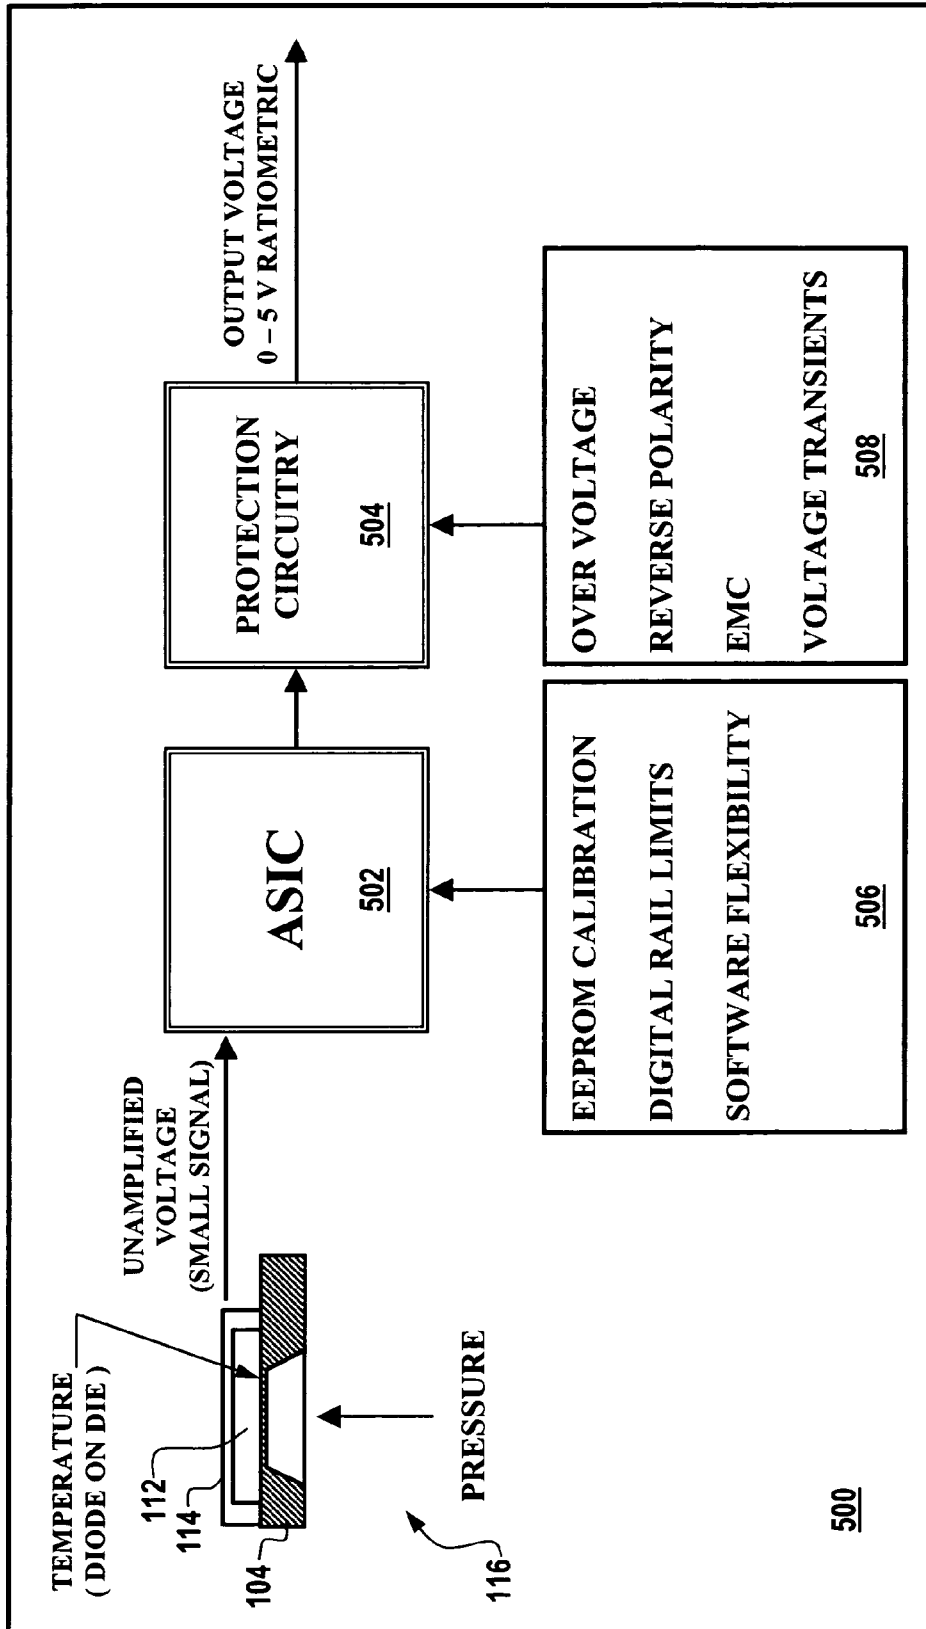 TEMPERATURE
( DIODE ON DIE )
112
114
104
116
PRESSURE
UNAMPLIFIED
VOLTAGE
(SMALL SIGNAL)
ASIC
502
PROTECTION
CIRCUITRY
504
OUTPUT VOLTAGE
0 – 5 V RATIOMETRIC
EEPROM CALIBRATION
DIGITAL RAIL LIMITS
SOFTWARE FLEXIBILITY
506
OVER VOLTAGE
REVERSE POLARITY
EMC
VOLTAGE TRANSIENTS
508
500